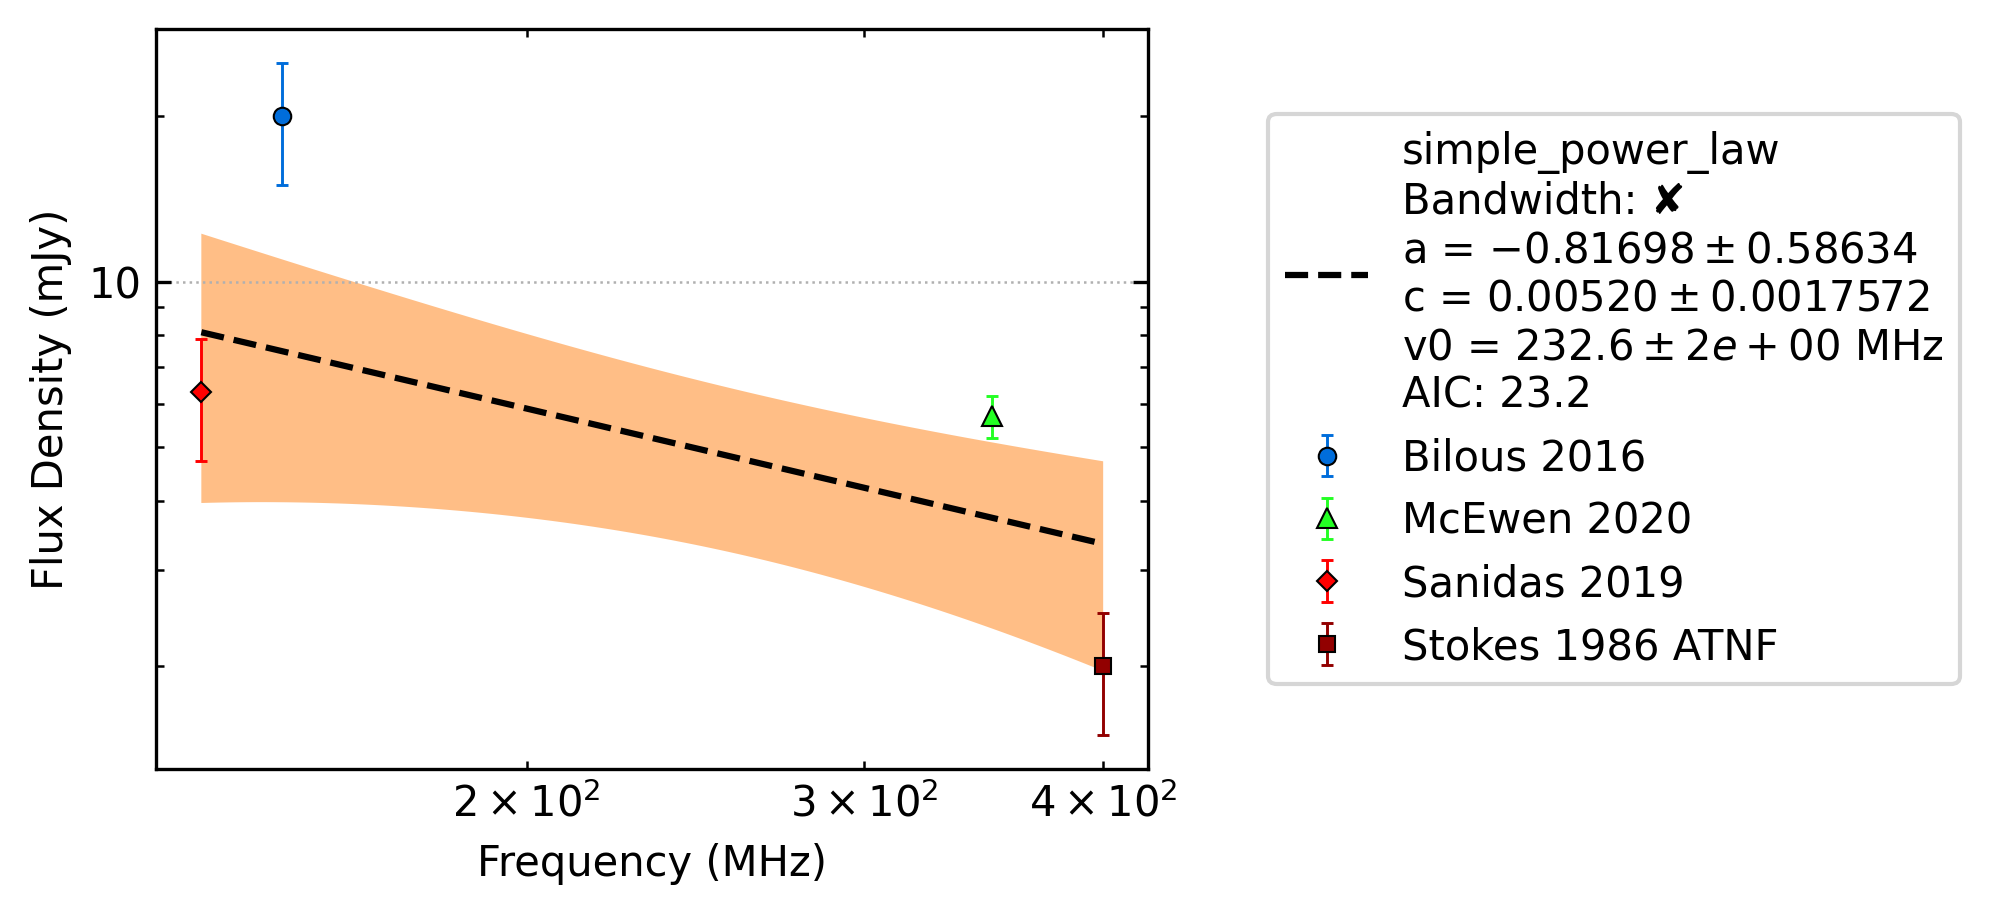 Flux Density (mJy)
10
2 × 10²
3 × 10²
4 × 10²
Frequency (MHz)
simple_power_law
Bandwidth: ✘
a = −0.81698 ± 0.58634
c = 0.00520 ± 0.0017572
v0 = 232.6 ± 2e + 00 MHz
AIC: 23.2
Bilous 2016
McEwen 2020
Sanidas 2019
Stokes 1986 ATNF